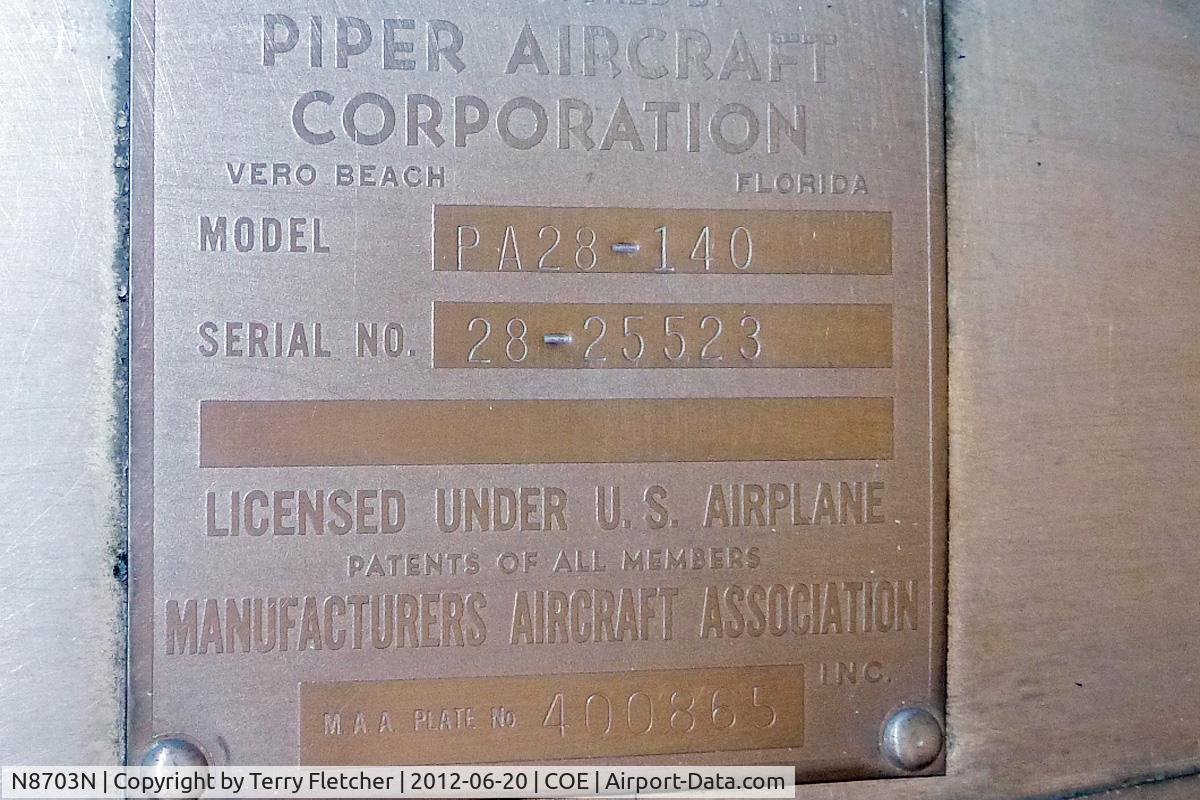 PIPER AIRCRAFT
CORPORATION
VERO BEACH FLORIDA
MODEL PA28-140
SERIAL NO. 28-25523
LICENSED UNDER U.S. AIRPLANE
PATENTS OF ALL MEMBERS
MANUFACTURERS AIRCRAFT ASSOCIATION
INC.
M.A.A. PLATE No 400865
N8703N | Copyright by Terry Fletcher | 2012-06-20 | COE | Airport-Data.com